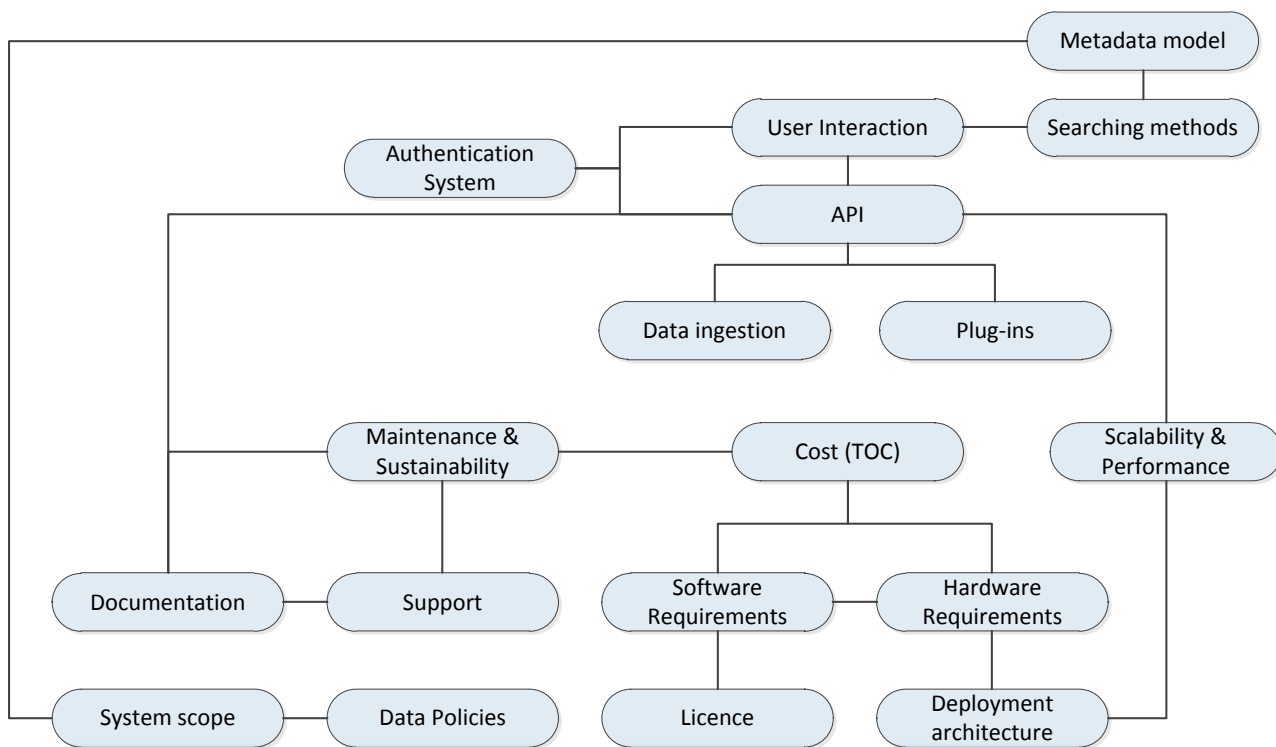 Metadata model
User Interaction
Searching methods
Authentication
System
API
Data ingestion
Plug-ins
Maintenance &
Sustainability
Cost (TOC)
Scalability &
Performance
Documentation
Support
Software
Requirements
Hardware
Requirements
System scope
Data Policies
Licence
Deployment
architecture